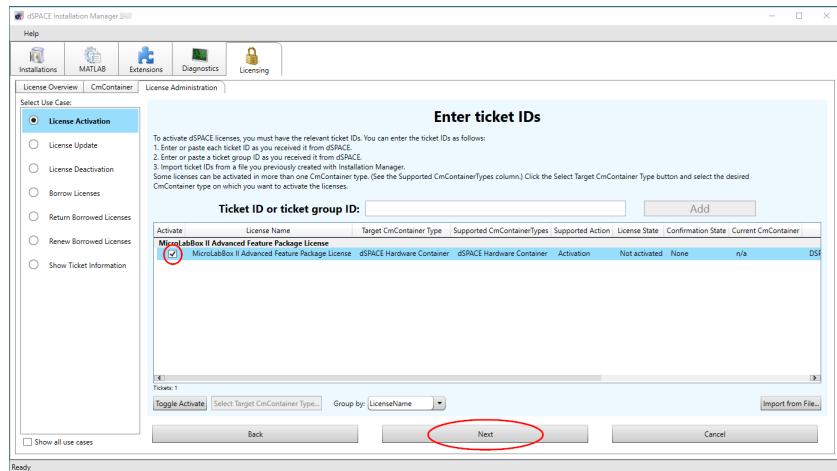 dSPACE Installation Manager
Help
Installations MATLAB Extensions Diagnostics Licensing
License Overview CmContainer License Administration
Select Use Case:
License Activation
License Update
License Deactivation
Borrow Licenses
Return Borrowed Licenses
Renew Borrowed Licenses
Show Ticket Information
Show all use cases
Enter ticket IDs
To activate dSPACE licenses, you must have the relevant ticket IDs. You can enter the ticket IDs as follows:
1. Enter or paste each ticket ID as you received it from dSPACE.
2. Enter or paste a ticket group ID as you received it from dSPACE.
3. Import ticket IDs from a file you previously created with Installation Manager.
Some licenses can be activated in more than one CmContainer type. (See the Supported CmContainerTypes column.) Click the Select Target CmContainer Type button and select the desired
CmContainer type on which you want to activate the licenses.
Ticket ID or ticket group ID: Add
Activate License Name Target CmContainer Type Supported CmContainerTypes Supported Action License State Confirmation State Current CmContainer
MicroLabBox II Advanced Feature Package License
MicroLabBox II Advanced Feature Package License dSPACE Hardware Container dSPACE Hardware Container Activation Not activated None n/a DSP
Tickets: 1
Toggle Activate Select Target CmContainer Type... Group by: LicenseName Import from File...
Back Next Cancel
Ready